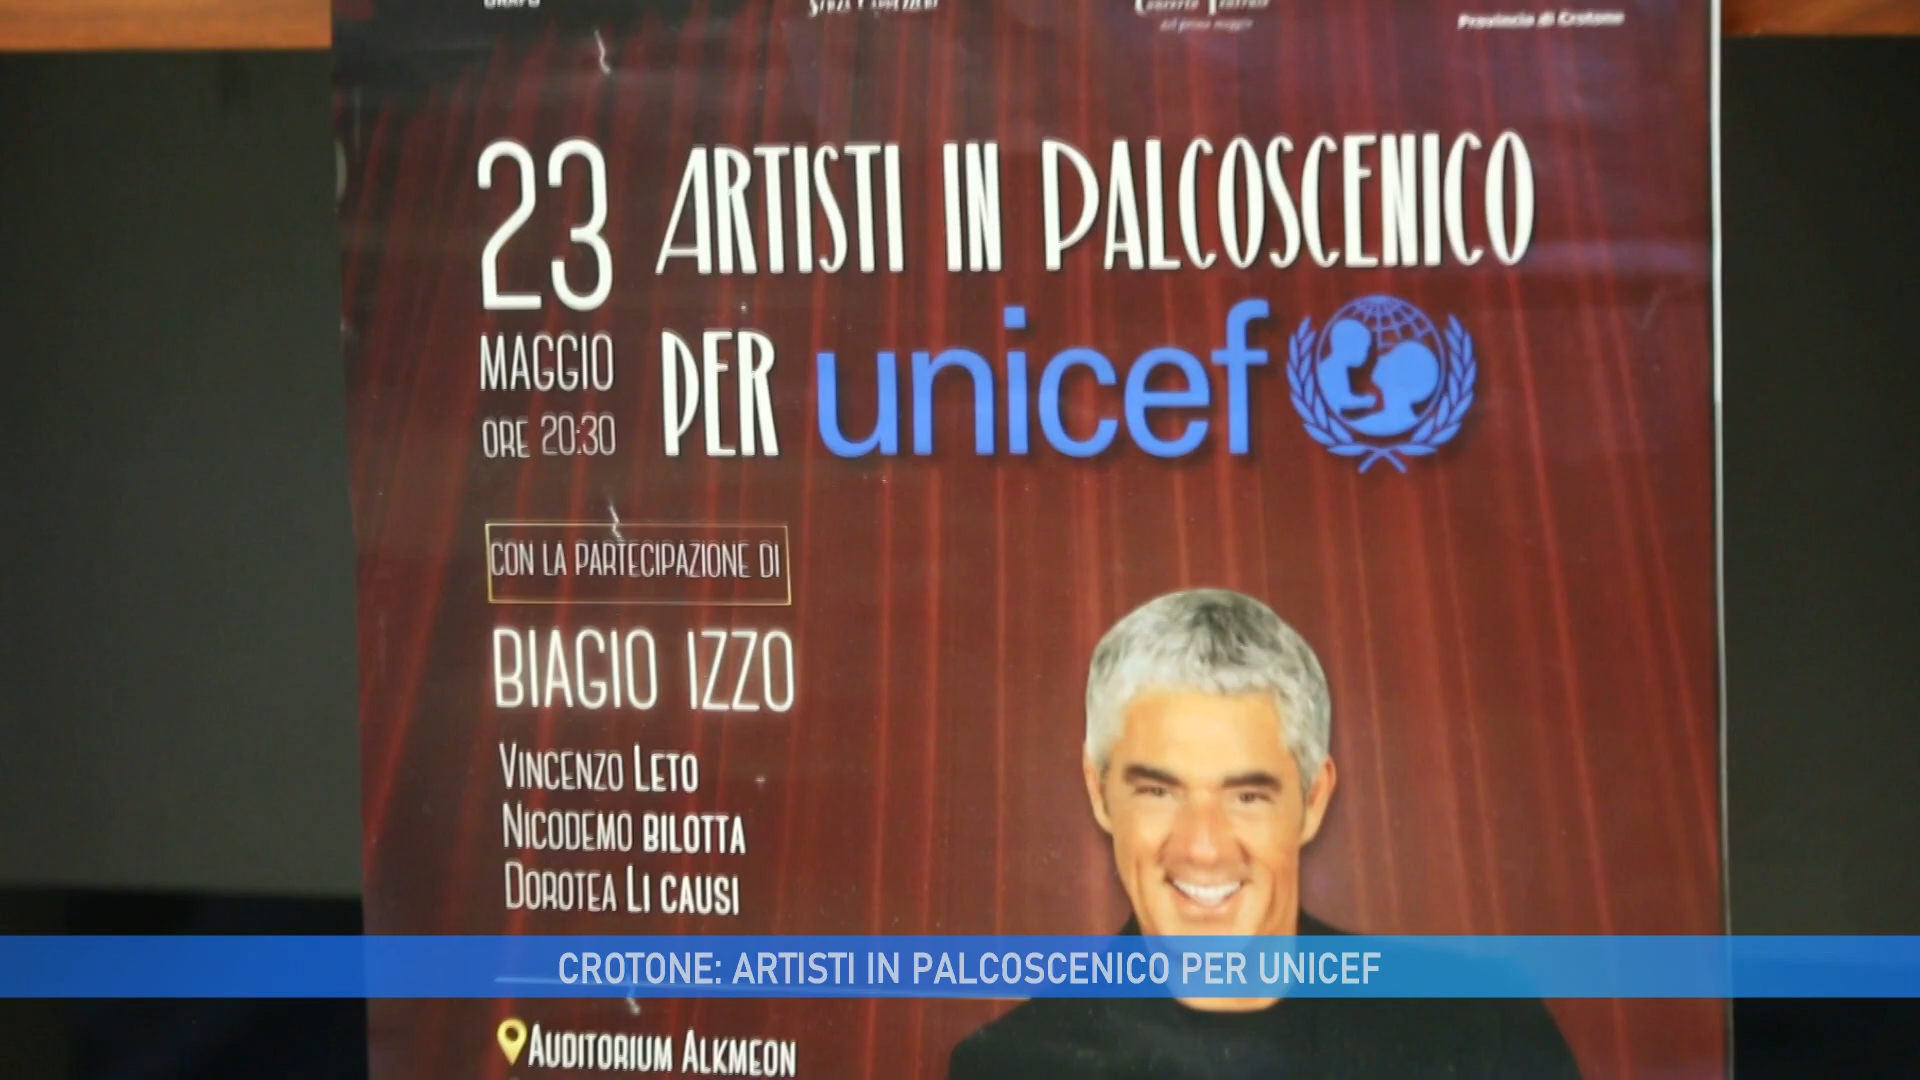 Provincia di Crotone
23
MAGGIO
ORE 20:30
ARTISTI IN PALCOSCENICO
PER unicef
CON LA PARTECIPAZIONE DI
BIAGIO IZZO
VINCENZO LETO
NICODEMO BILOTTA
DOROTEA LI CAUSI
CROTONE: ARTISTI IN PALCOSCENICO PER UNICEF
AUDITORIUM ALKMEON